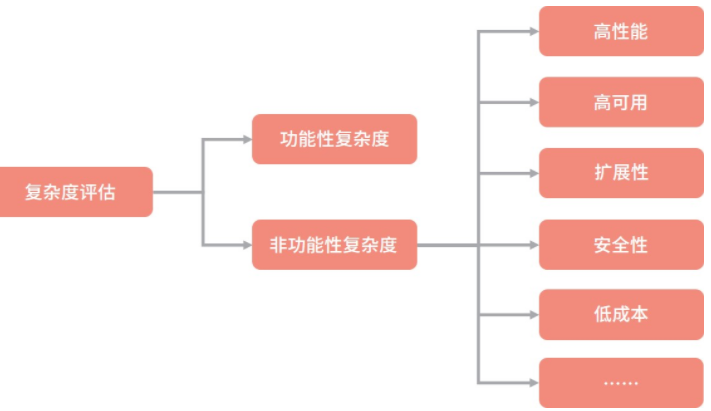 复杂度评估
功能性复杂度
非功能性复杂度
高性能
高可用
扩展性
安全性
低成本
……